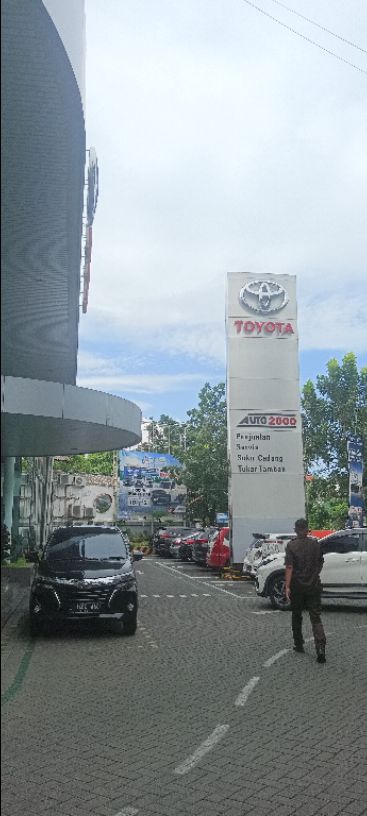 TOYOTA
AUTO 2000
Penjualan
Servis
Suku Cadang
Tukar Tambah